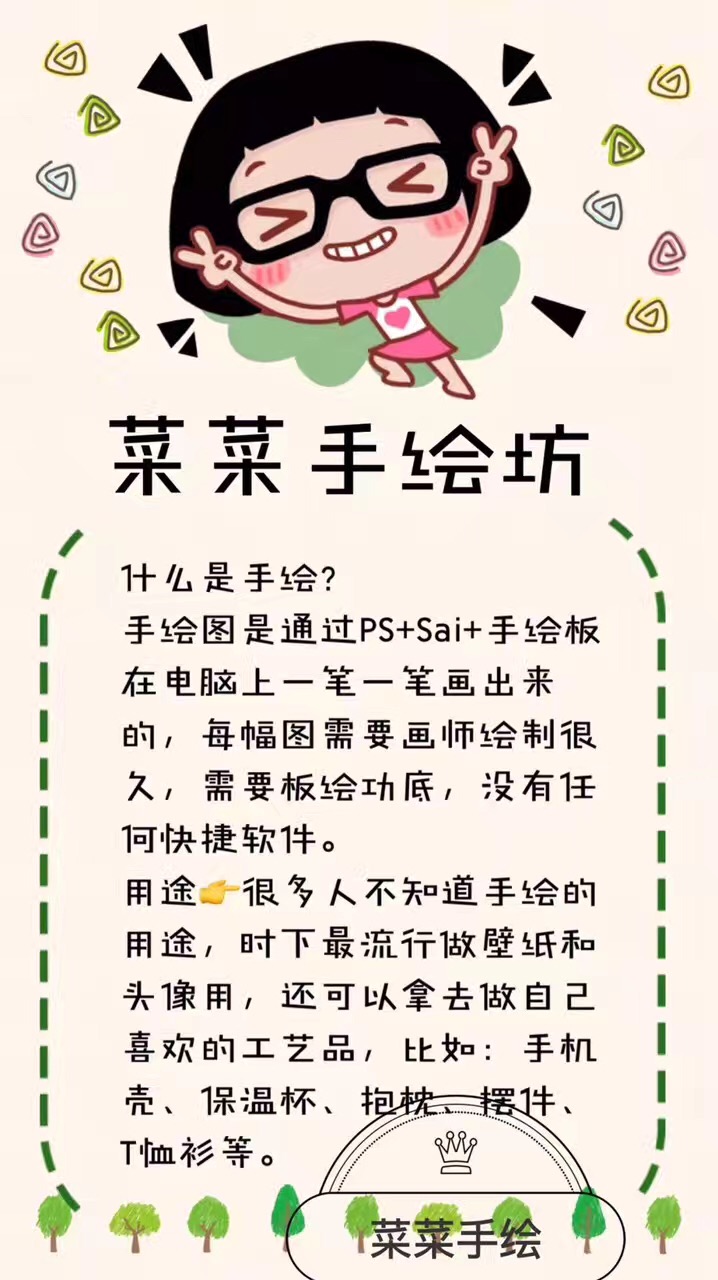 菜菜手绘坊
什么是手绘?
手绘图是通过PS+Sai+手绘板
在电脑上一笔一笔画出来
的，每幅图需要画师绘制很
久，需要板绘功底，没有任
何快捷软件。
用途👉很多人不知道手绘的
用途，时下最流行做壁纸和
头像用，还可以拿去做自己
喜欢的工艺品，比如：手机
壳、保温杯、抱枕、摆件、
T恤衫等。
菜菜手绘